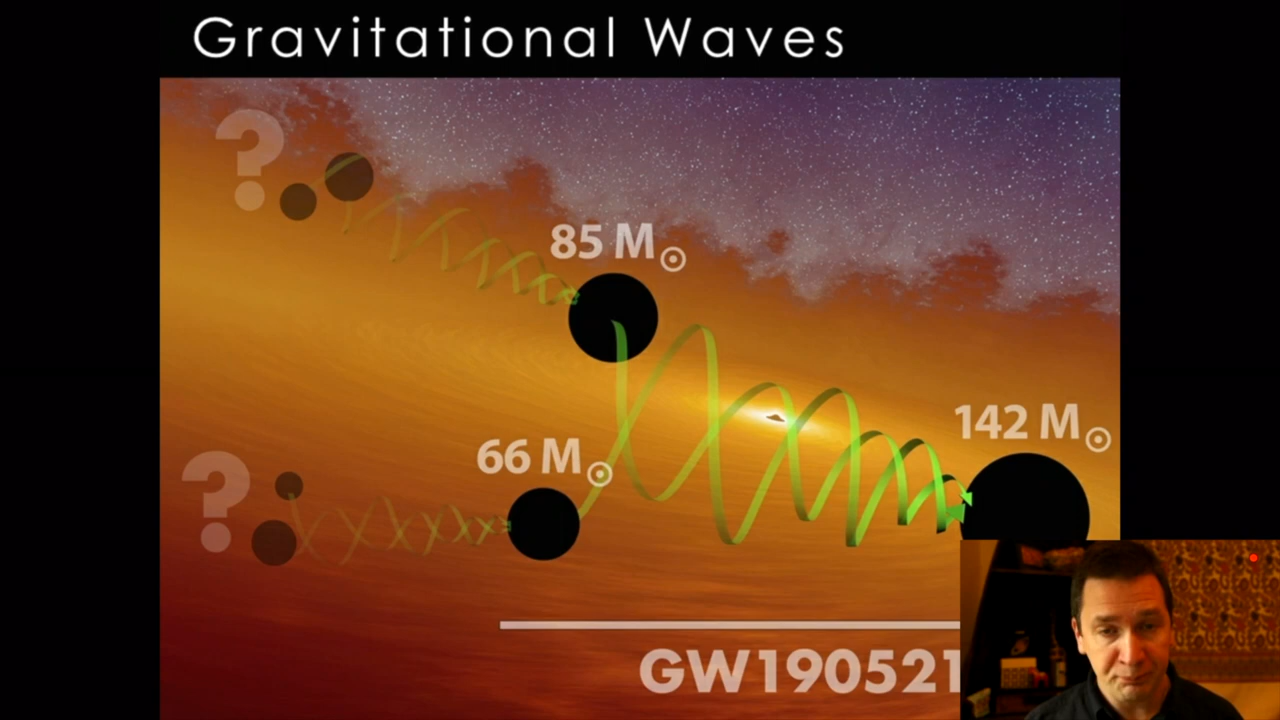 Gravitational Waves
?
85 M☉
142 M☉
66 M☉
?
GW190521